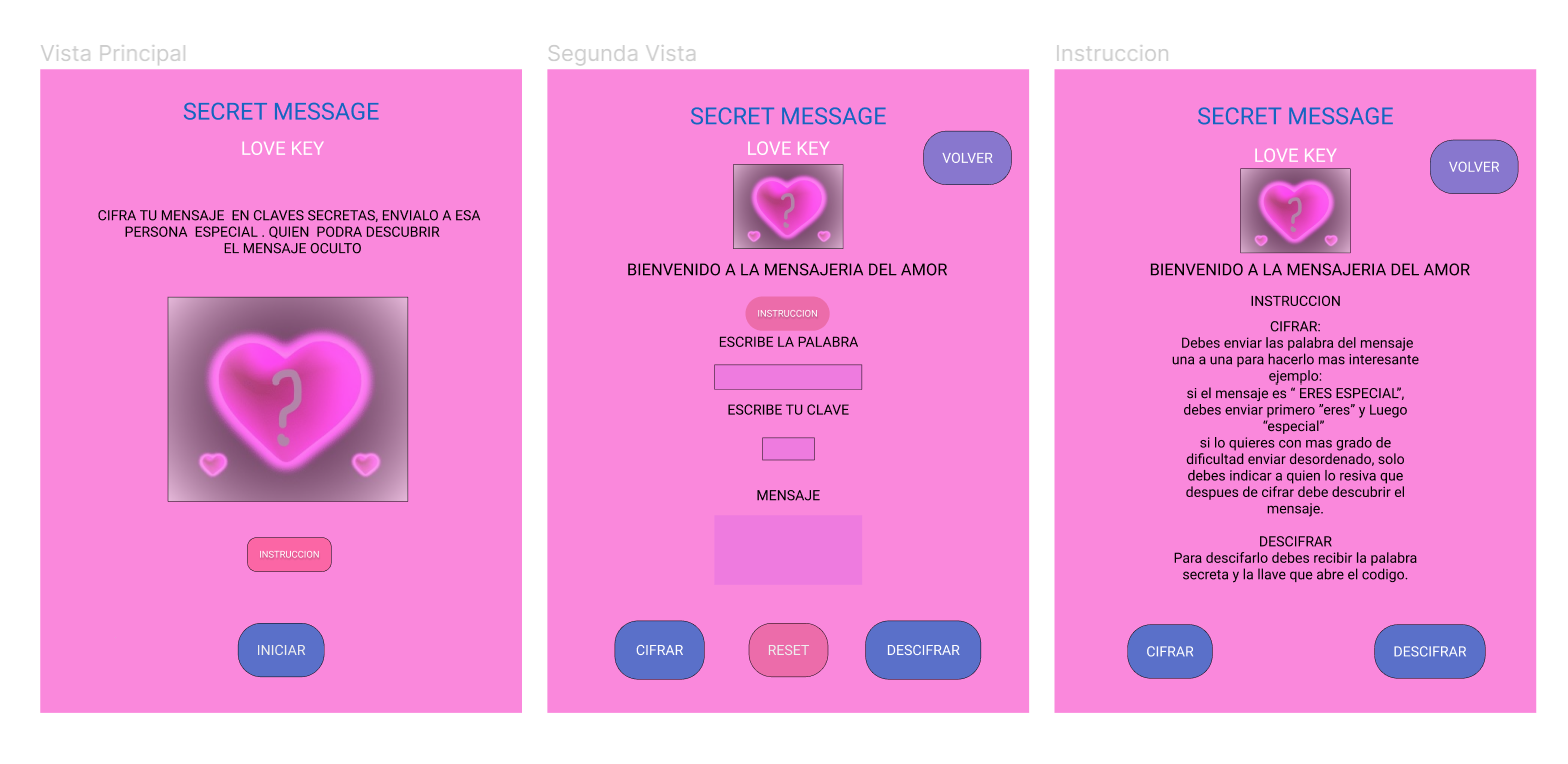 Vista Principal
SECRET MESSAGE
LOVE KEY
CIFRA TU MENSAJE  EN CLAVES SECRETAS, ENVIALO A ESA
PERSONA  ESPECIAL . QUIEN  PODRA DESCUBRIR
EL MENSAJE OCULTO
?
INSTRUCCION
INICIAR
Segunda Vista
SECRET MESSAGE
LOVE KEY
VOLVER
?
BIENVENIDO A LA MENSAJERIA DEL AMOR
INSTRUCCION
ESCRIBE LA PALABRA
ESCRIBE TU CLAVE
MENSAJE
CIFRAR
RESET
DESCIFRAR
Instruccion
SECRET MESSAGE
LOVE KEY
VOLVER
?
BIENVENIDO A LA MENSAJERIA DEL AMOR
INSTRUCCION
CIFRAR:
Debes enviar las palabra del mensaje
una a una para hacerlo mas interesante
ejemplo:
si el mensaje es “ ERES ESPECIAL”,
debes enviar primero ”eres” y Luego
“especial”
si lo quieres con mas grado de
dificultad enviar desordenado, solo
debes indicar a quien lo resiva que
despues de cifrar debe descubrir el
mensaje.
DESCIFRAR
Para descifarlo debes recibir la palabra
secreta y la llave que abre el codigo.
CIFRAR
DESCIFRAR